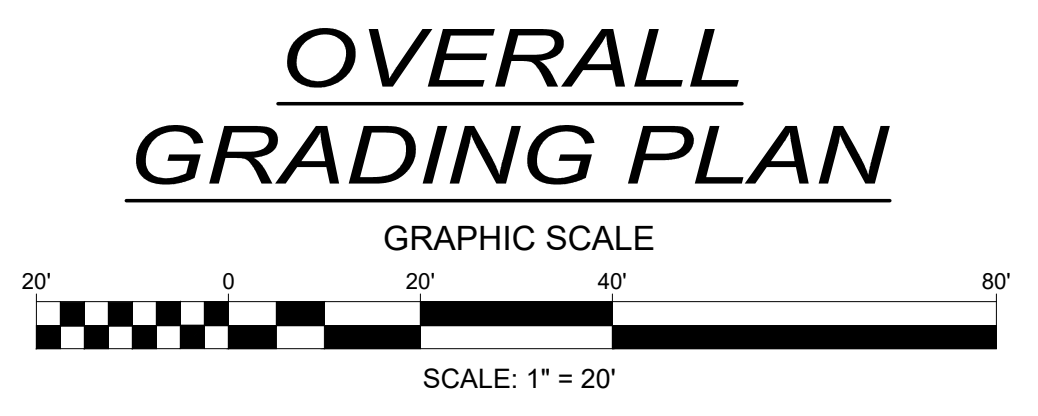 OVERALL
GRADING PLAN
GRAPHIC SCALE
20' 0 20' 40' 80'
SCALE: 1" = 20'